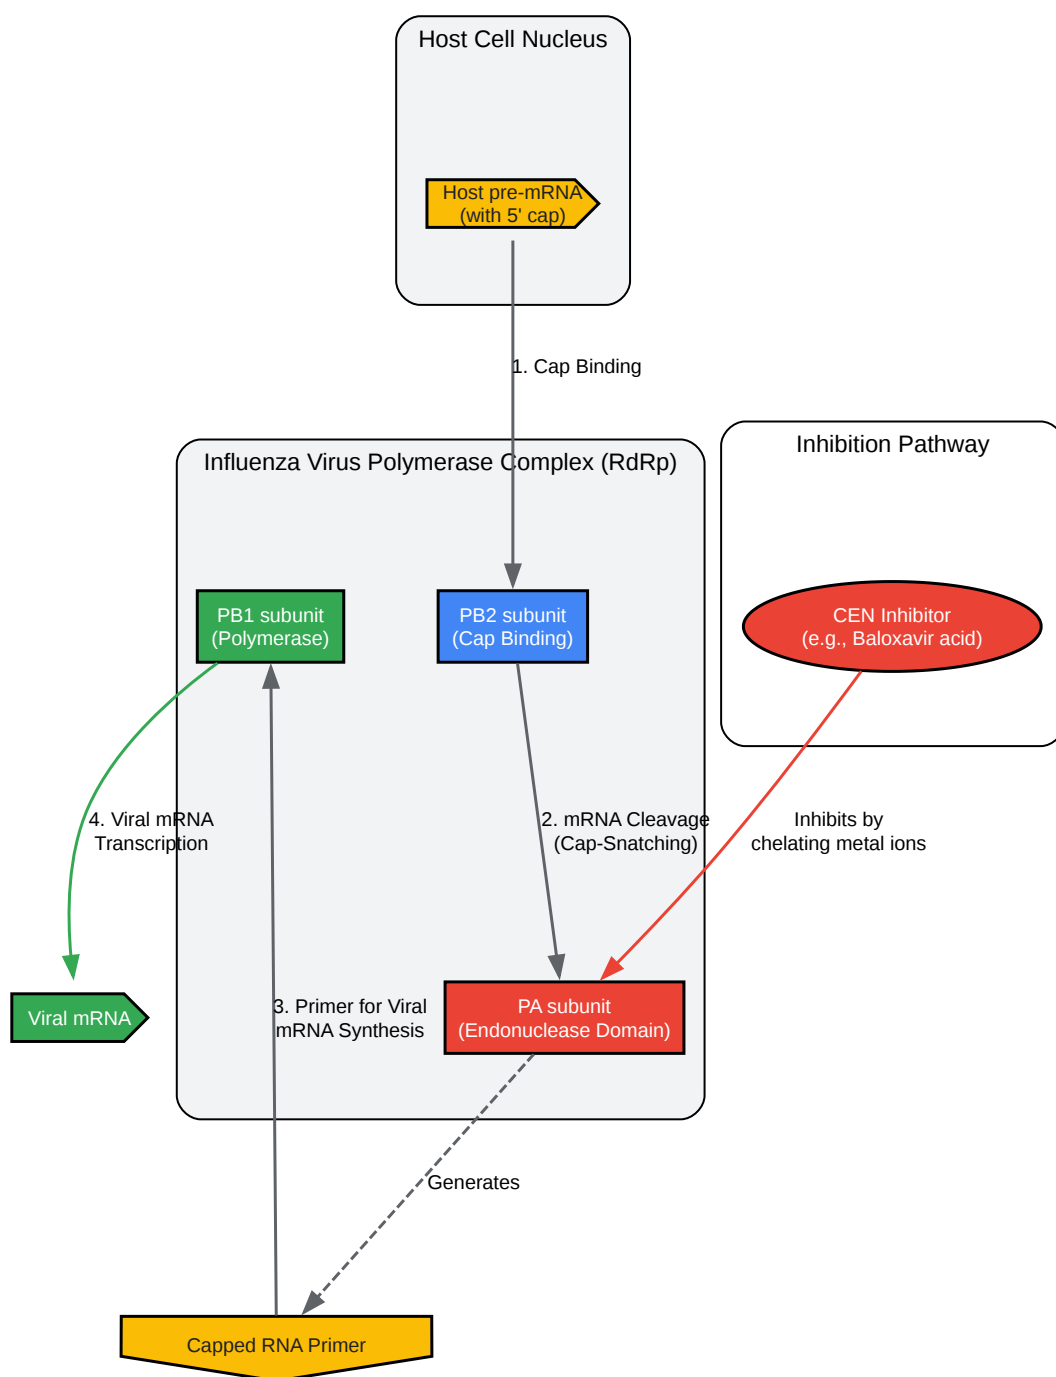 Host Cell Nucleus
Host pre-mRNA
(with 5' cap)
1. Cap Binding
Influenza Virus Polymerase Complex (RdRp)
Inhibition Pathway
PB1 subunit
(Polymerase)
PB2 subunit
(Cap Binding)
CEN Inhibitor
(e.g., Baloxavir acid)
4. Viral mRNA
Transcription
2. mRNA Cleavage
(Cap-Snatching)
Inhibits by
chelating metal ions
Viral mRNA
3. Primer for Viral
mRNA Synthesis
PA subunit
(Endonuclease Domain)
Generates
Capped RNA Primer